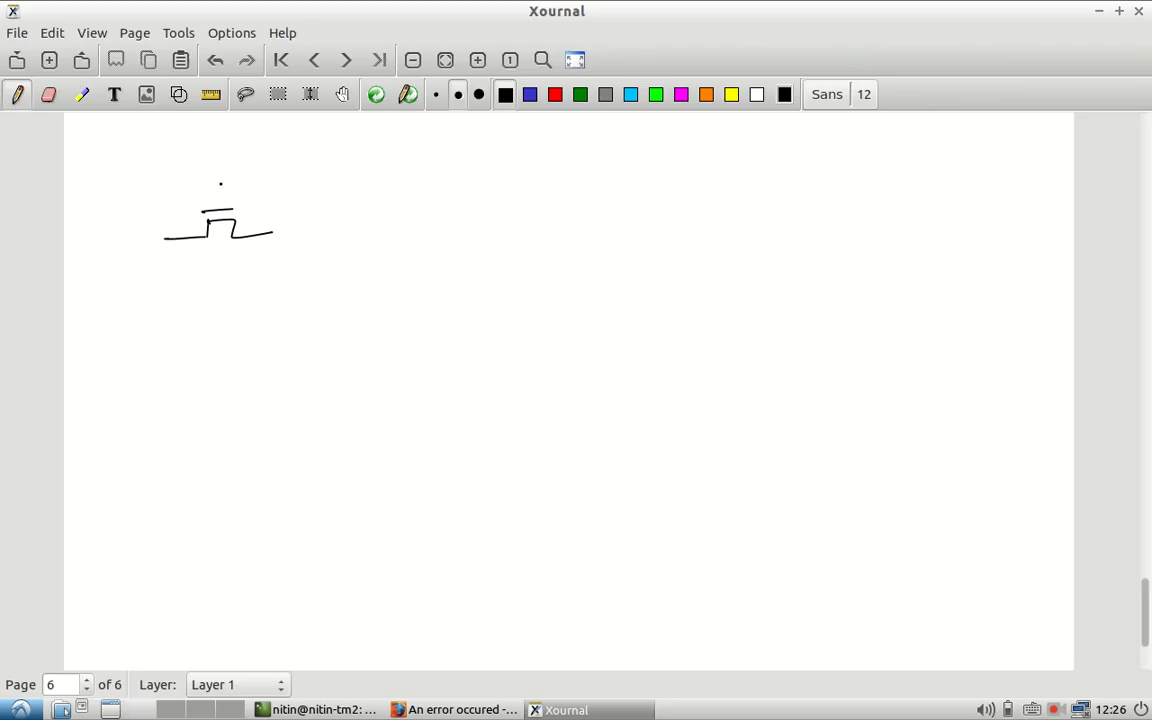 Xournal
File Edit View Page Tools Options Help
T Sans 12
Page 6 of 6 Layer: Layer 1
nitin@nitin-tm2: ... An error occured -... Xournal 12:26